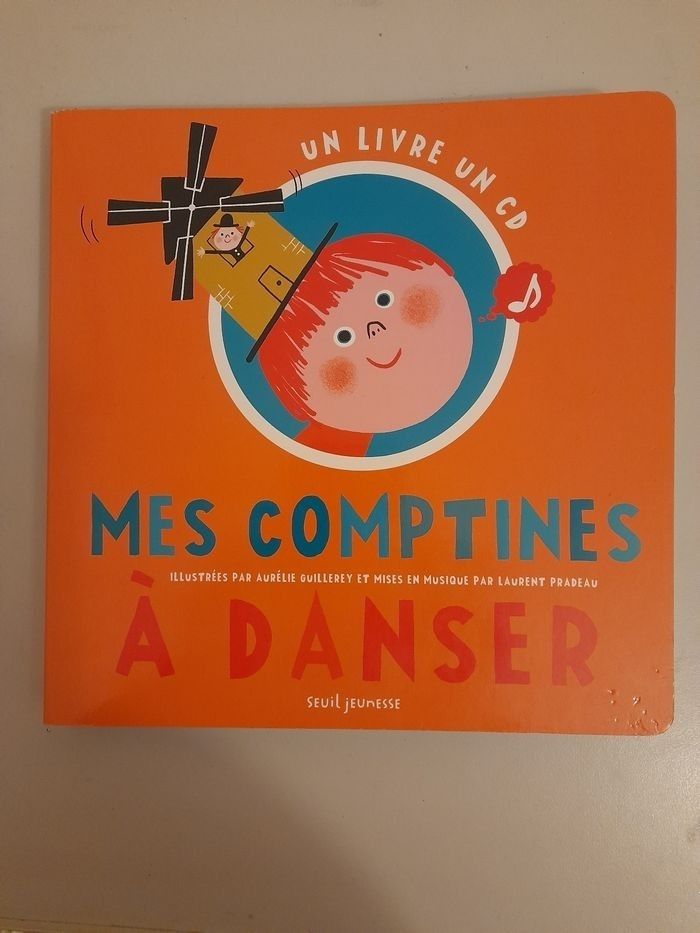 UN LIVRE UN CD
MES COMPTINES
ILLUSTRÉES PAR AURÉLIE GUILLEREY ET MISES EN MUSIQUE PAR LAURENT PRADEAU
À DANSER
SEUIL JEUNESSE